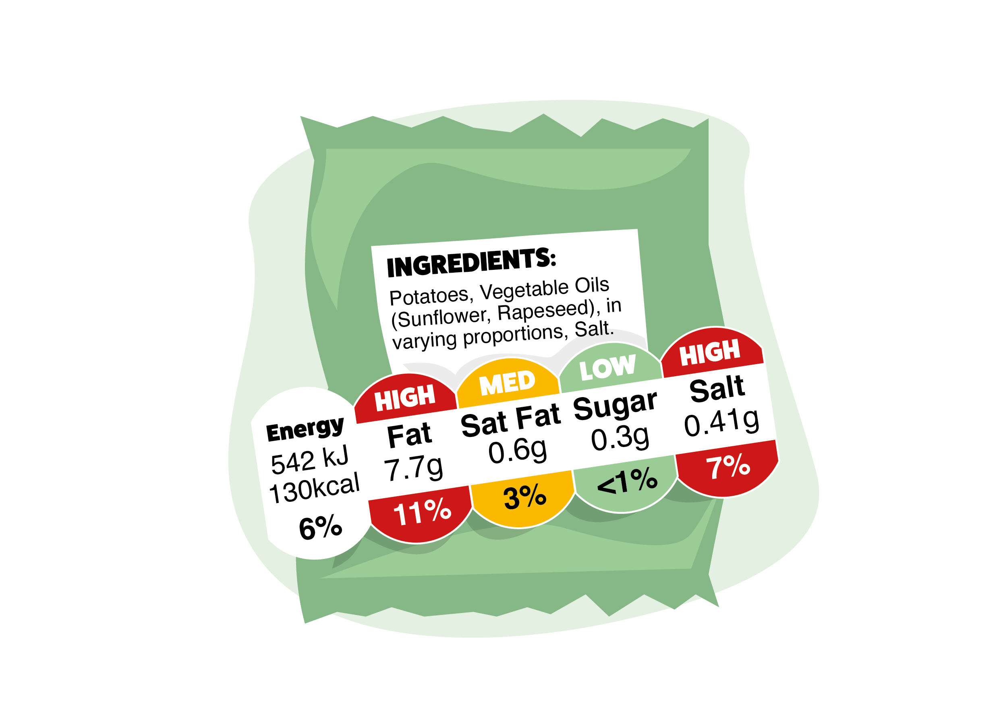 INGREDIENTS:
Potatoes, Vegetable Oils
(Sunflower, Rapeseed), in
varying proportions, Salt.
Energy
542 kJ
130kcal
6%
HIGH
Fat
7.7g
11%
MED
Sat Fat
0.6g
3%
LOW
Sugar
0.3g
<1%
HIGH
Salt
0.41g
7%